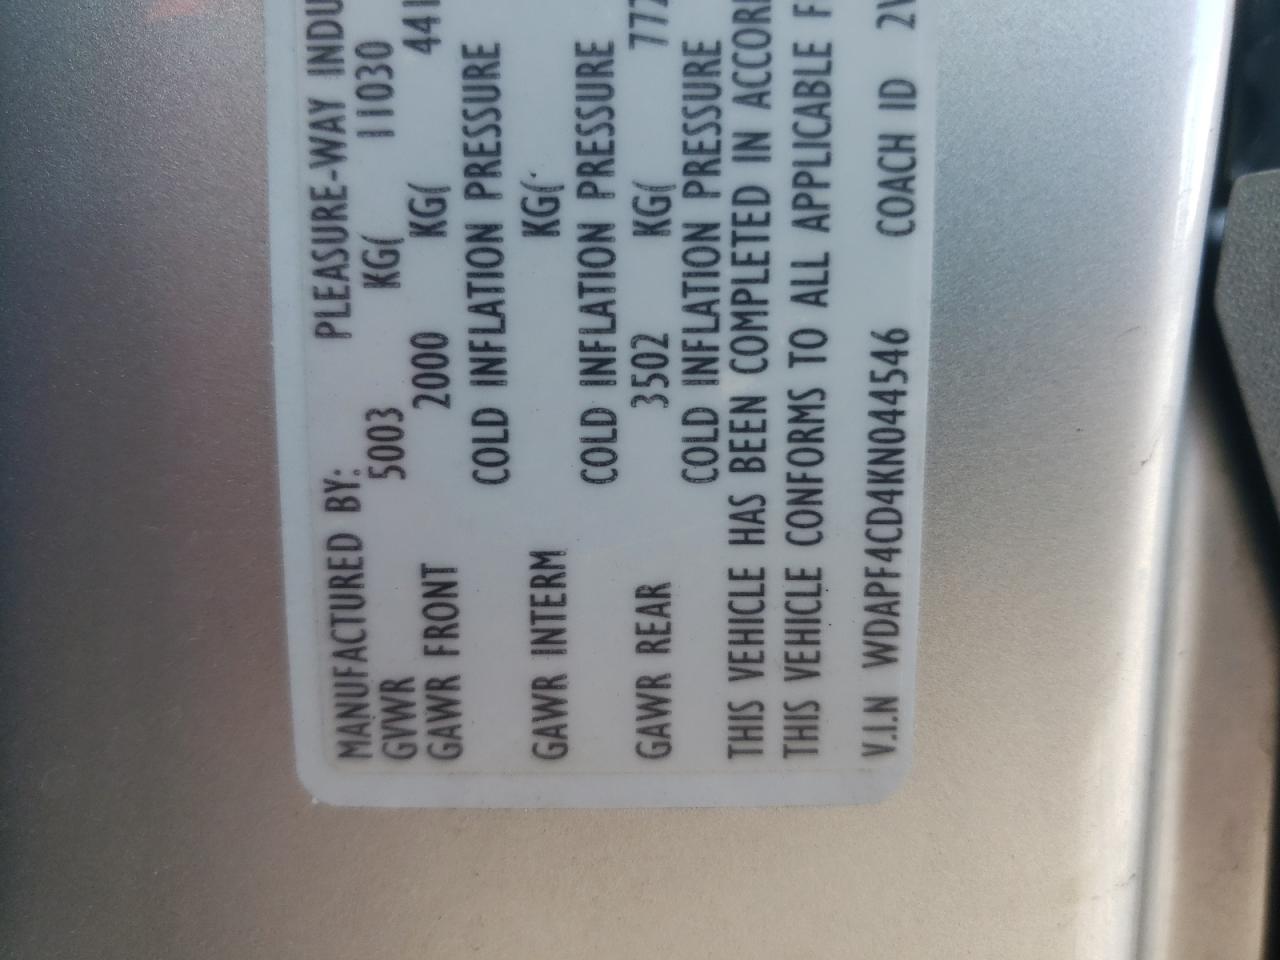 MANUFACTURED BY: PLEASURE-WAY INDU
GVWR 5003 KG( 11030
GAWR FRONT 2000 KG( 441
COLD INFLATION PRESSURE
GAWR INTERM KG(
COLD INFLATION PRESSURE
GAWR REAR 3502 KG( 772
COLD INFLATION PRESSURE
THIS VEHICLE HAS BEEN COMPLETED IN ACCOR
THIS VEHICLE CONFORMS TO ALL APPLICABLE F
V.I.N WDAPF4CD4KN044546 COACH ID 2